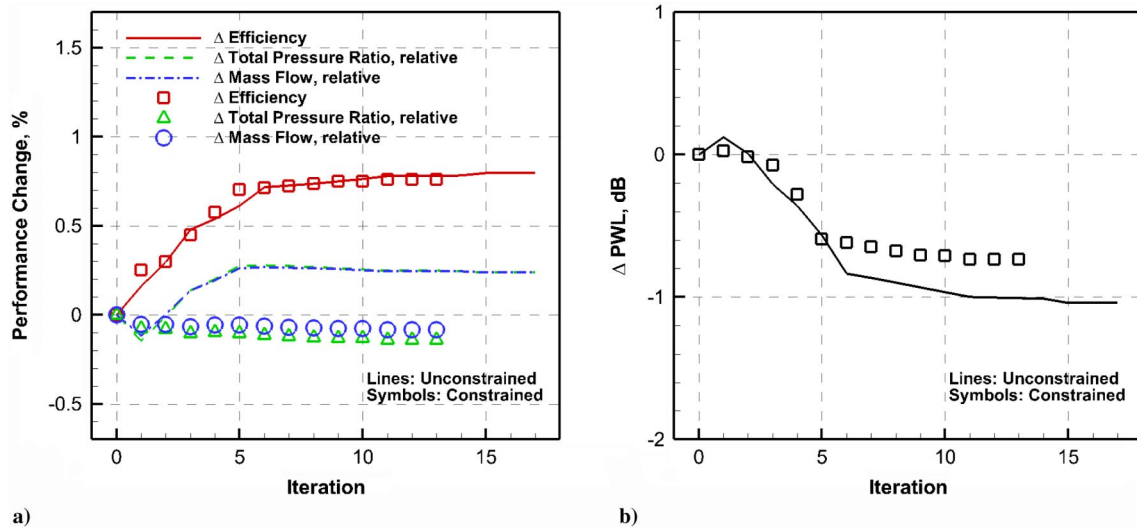 Δ Efficiency
Δ Total Pressure Ratio, relative
Δ Mass Flow, relative
Δ Efficiency
Δ Total Pressure Ratio, relative
Δ Mass Flow, relative
1.5
1
0.5
0
-0.5
Performance Change, %
Lines: Unconstrained
Symbols: Constrained
0 5 10 15
Iteration
a)
1
0
-1
-2
Δ PWL, dB
Lines: Unconstrained
Symbols: Constrained
0 5 10 15
Iteration
b)